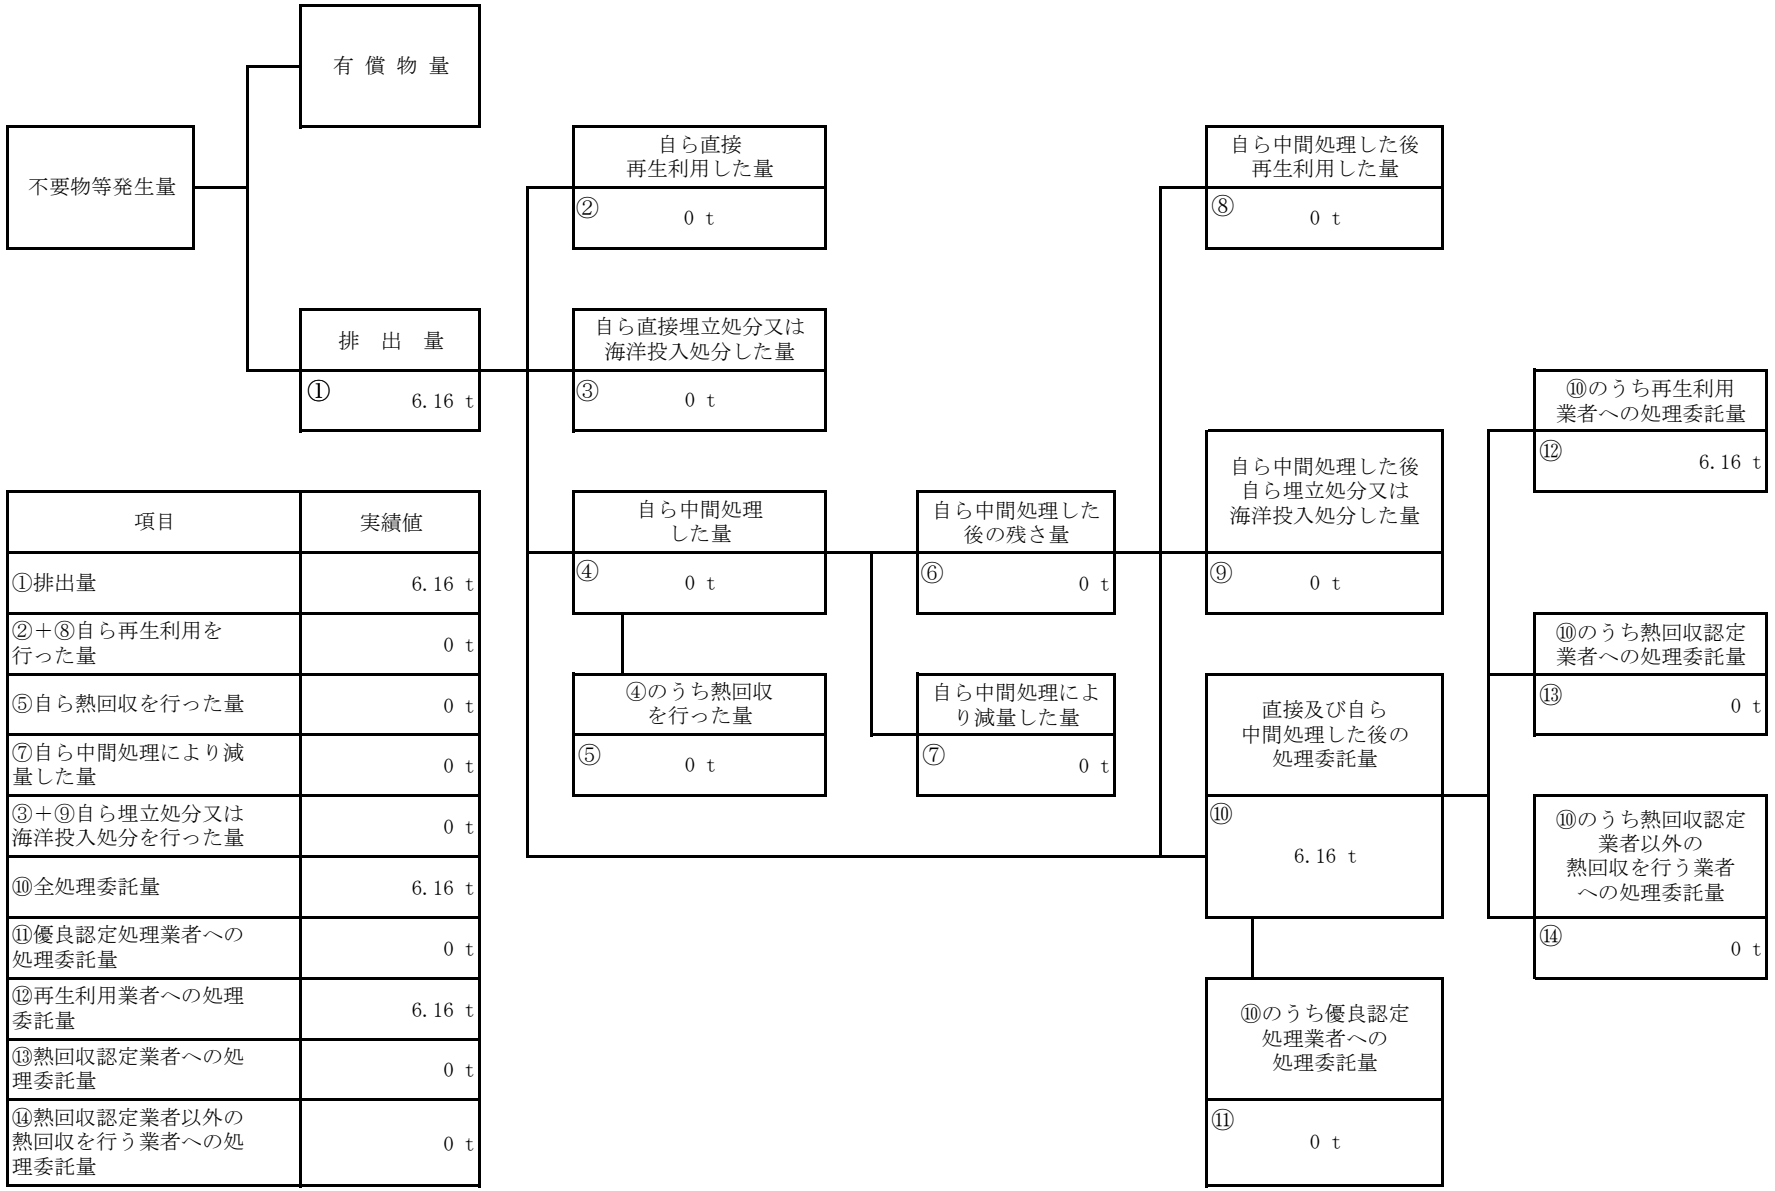 有 償 物 量
不要物等発生量
自ら直接
再生利用した量
② 0 t
自ら中間処理した後
再生利用した量
⑧ 0 t
排 出 量
① 6.16 t
自ら直接埋立処分又は
海洋投入処分した量
③ 0 t
⑩のうち再生利用
業者への処理委託量
⑫ 6.16 t
自ら中間処理
した量
④ 0 t
自ら中間処理した
後の残さ量
⑥ 0 t
自ら中間処理した後
自ら埋立処分又は
海洋投入処分した量
⑨ 0 t
⑩のうち熱回収認定
業者への処理委託量
⑬ 0 t
④のうち熱回収
を行った量
⑤ 0 t
自ら中間処理によ
り減量した量
⑦ 0 t
直接及び自ら
中間処理した後の
処理委託量
⑩
6.16 t
⑩のうち熱回収認定
業者以外の
熱回収を行う業者
への処理委託量
⑭ 0 t
⑩のうち優良認定
処理業者への
処理委託量
⑪
0 t
項目 実績値
①排出量 6.16 t
②＋⑧自ら再生利用を
行った量 0 t
⑤自ら熱回収を行った量 0 t
⑦自ら中間処理により減
量した量 0 t
③＋⑨自ら埋立処分又は
海洋投入処分を行った量 0 t
⑩全処理委託量 6.16 t
⑪優良認定処理業者への
処理委託量 0 t
⑫再生利用業者への処理
委託量 6.16 t
⑬熱回収認定業者への処
理委託量 0 t
⑭熱回収認定業者以外の
熱回収を行う業者への処
理委託量 0 t